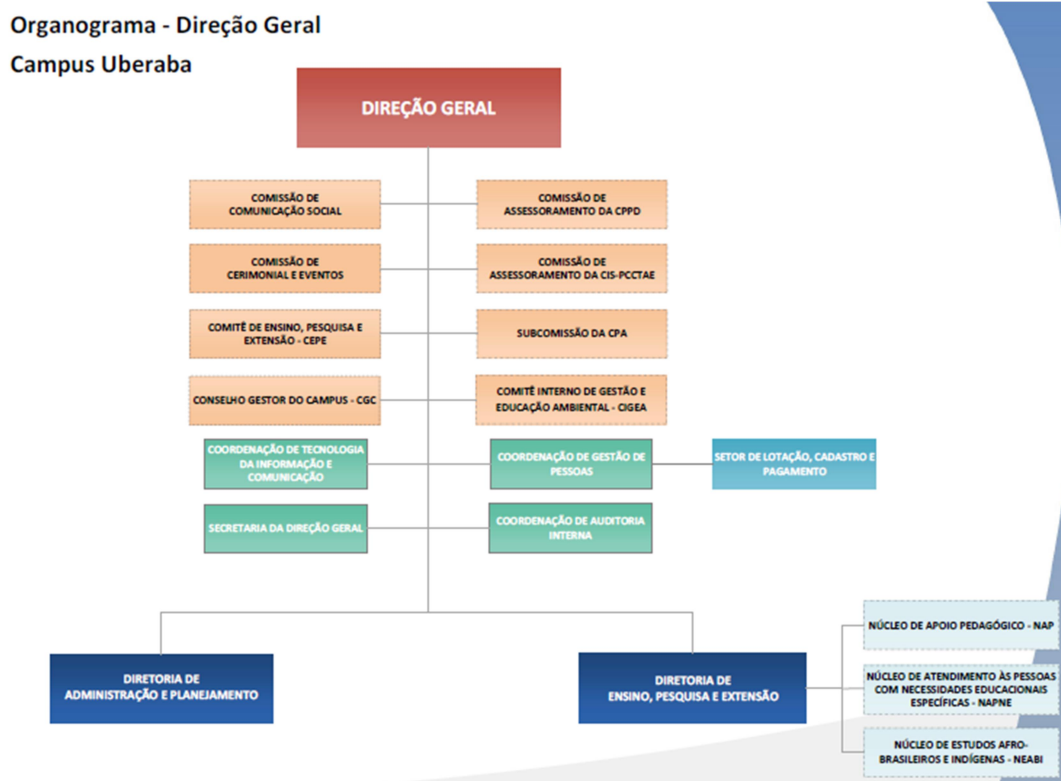 Organograma - Direção Geral
Campus Uberaba
DIREÇÃO GERAL
COMISSÃO DE
COMUNICAÇÃO SOCIAL
COMISSÃO DE
ASSESSORAMENTO DA CPPD
COMISSÃO DE
CERIMONIAL E EVENTOS
COMISSÃO DE
ASSESSORAMENTO DA CIS-PCCTAE
COMITÊ DE ENSINO, PESQUISA E
EXTENSÃO - CEPE
SUBCOMISSÃO DA CPA
CONSELHO GESTOR DO CAMPUS - CGC
COMITÊ INTERNO DE GESTÃO E
EDUCAÇÃO AMBIENTAL - CIGEA
COORDENAÇÃO DE TECNOLOGIA
DA INFORMAÇÃO E
COMUNICAÇÃO
COORDENAÇÃO DE GESTÃO DE
PESSOAS
SETOR DE LOTAÇÃO, CADASTRO E
PAGAMENTO
SECRETARIA DA DIREÇÃO GERAL
COORDENAÇÃO DE AUDITORIA
INTERNA
DIRETORIA DE
ADMINISTRAÇÃO E PLANEJAMENTO
DIRETORIA DE
ENSINO, PESQUISA E EXTENSÃO
NÚCLEO DE APOIO PEDAGÓGICO - NAP
NÚCLEO DE ATENDIMENTO ÀS PESSOAS
COM NECESSIDADES EDUCACIONAIS
ESPECÍFICAS - NAPNE
NÚCLEO DE ESTUDOS AFRO-
BRASILEIROS E INDÍGENAS - NEABI